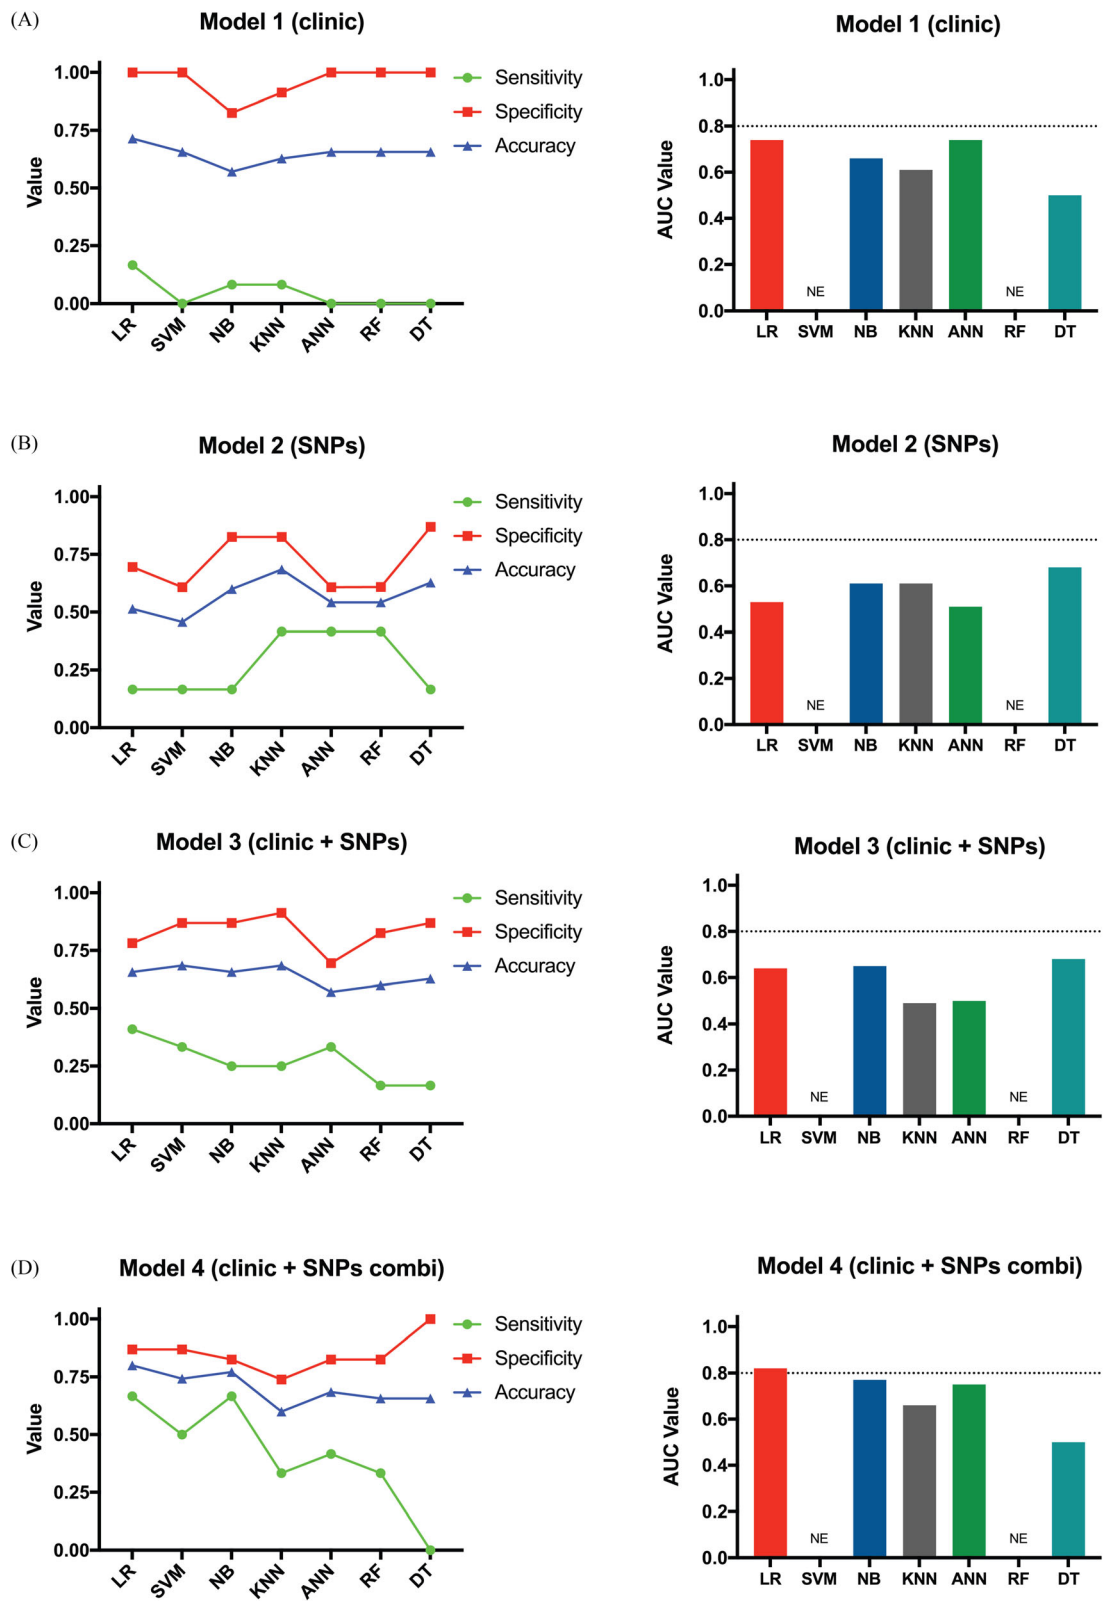 (A)
Model 1 (clinic)
1.00
0.75
0.50
0.25
0.00
Value
LR
SVM
NB
KNN
ANN
RF
DT
Sensitivity
Specificity
Accuracy
Model 1 (clinic)
1.0
0.8
0.6
0.4
0.2
0.0
AUC Value
NE
NE
LR
SVM
NB
KNN
ANN
RF
DT
(B)
Model 2 (SNPs)
1.00
0.75
0.50
0.25
0.00
Value
LR
SVM
NB
KNN
ANN
RF
DT
Sensitivity
Specificity
Accuracy
Model 2 (SNPs)
1.0
0.8
0.6
0.4
0.2
0.0
AUC Value
NE
NE
LR
SVM
NB
KNN
ANN
RF
DT
(C)
Model 3 (clinic + SNPs)
1.00
0.75
0.50
0.25
0.00
Value
LR
SVM
NB
KNN
ANN
RF
DT
Sensitivity
Specificity
Accuracy
Model 3 (clinic + SNPs)
1.0
0.8
0.6
0.4
0.2
0.0
AUC Value
NE
NE
LR
SVM
NB
KNN
ANN
RF
DT
(D)
Model 4 (clinic + SNPs combi)
1.00
0.75
0.50
0.25
0.00
Value
LR
SVM
NB
KNN
ANN
RF
DT
Sensitivity
Specificity
Accuracy
Model 4 (clinic + SNPs combi)
1.0
0.8
0.6
0.4
0.2
0.0
AUC Value
NE
NE
LR
SVM
NB
KNN
ANN
RF
DT